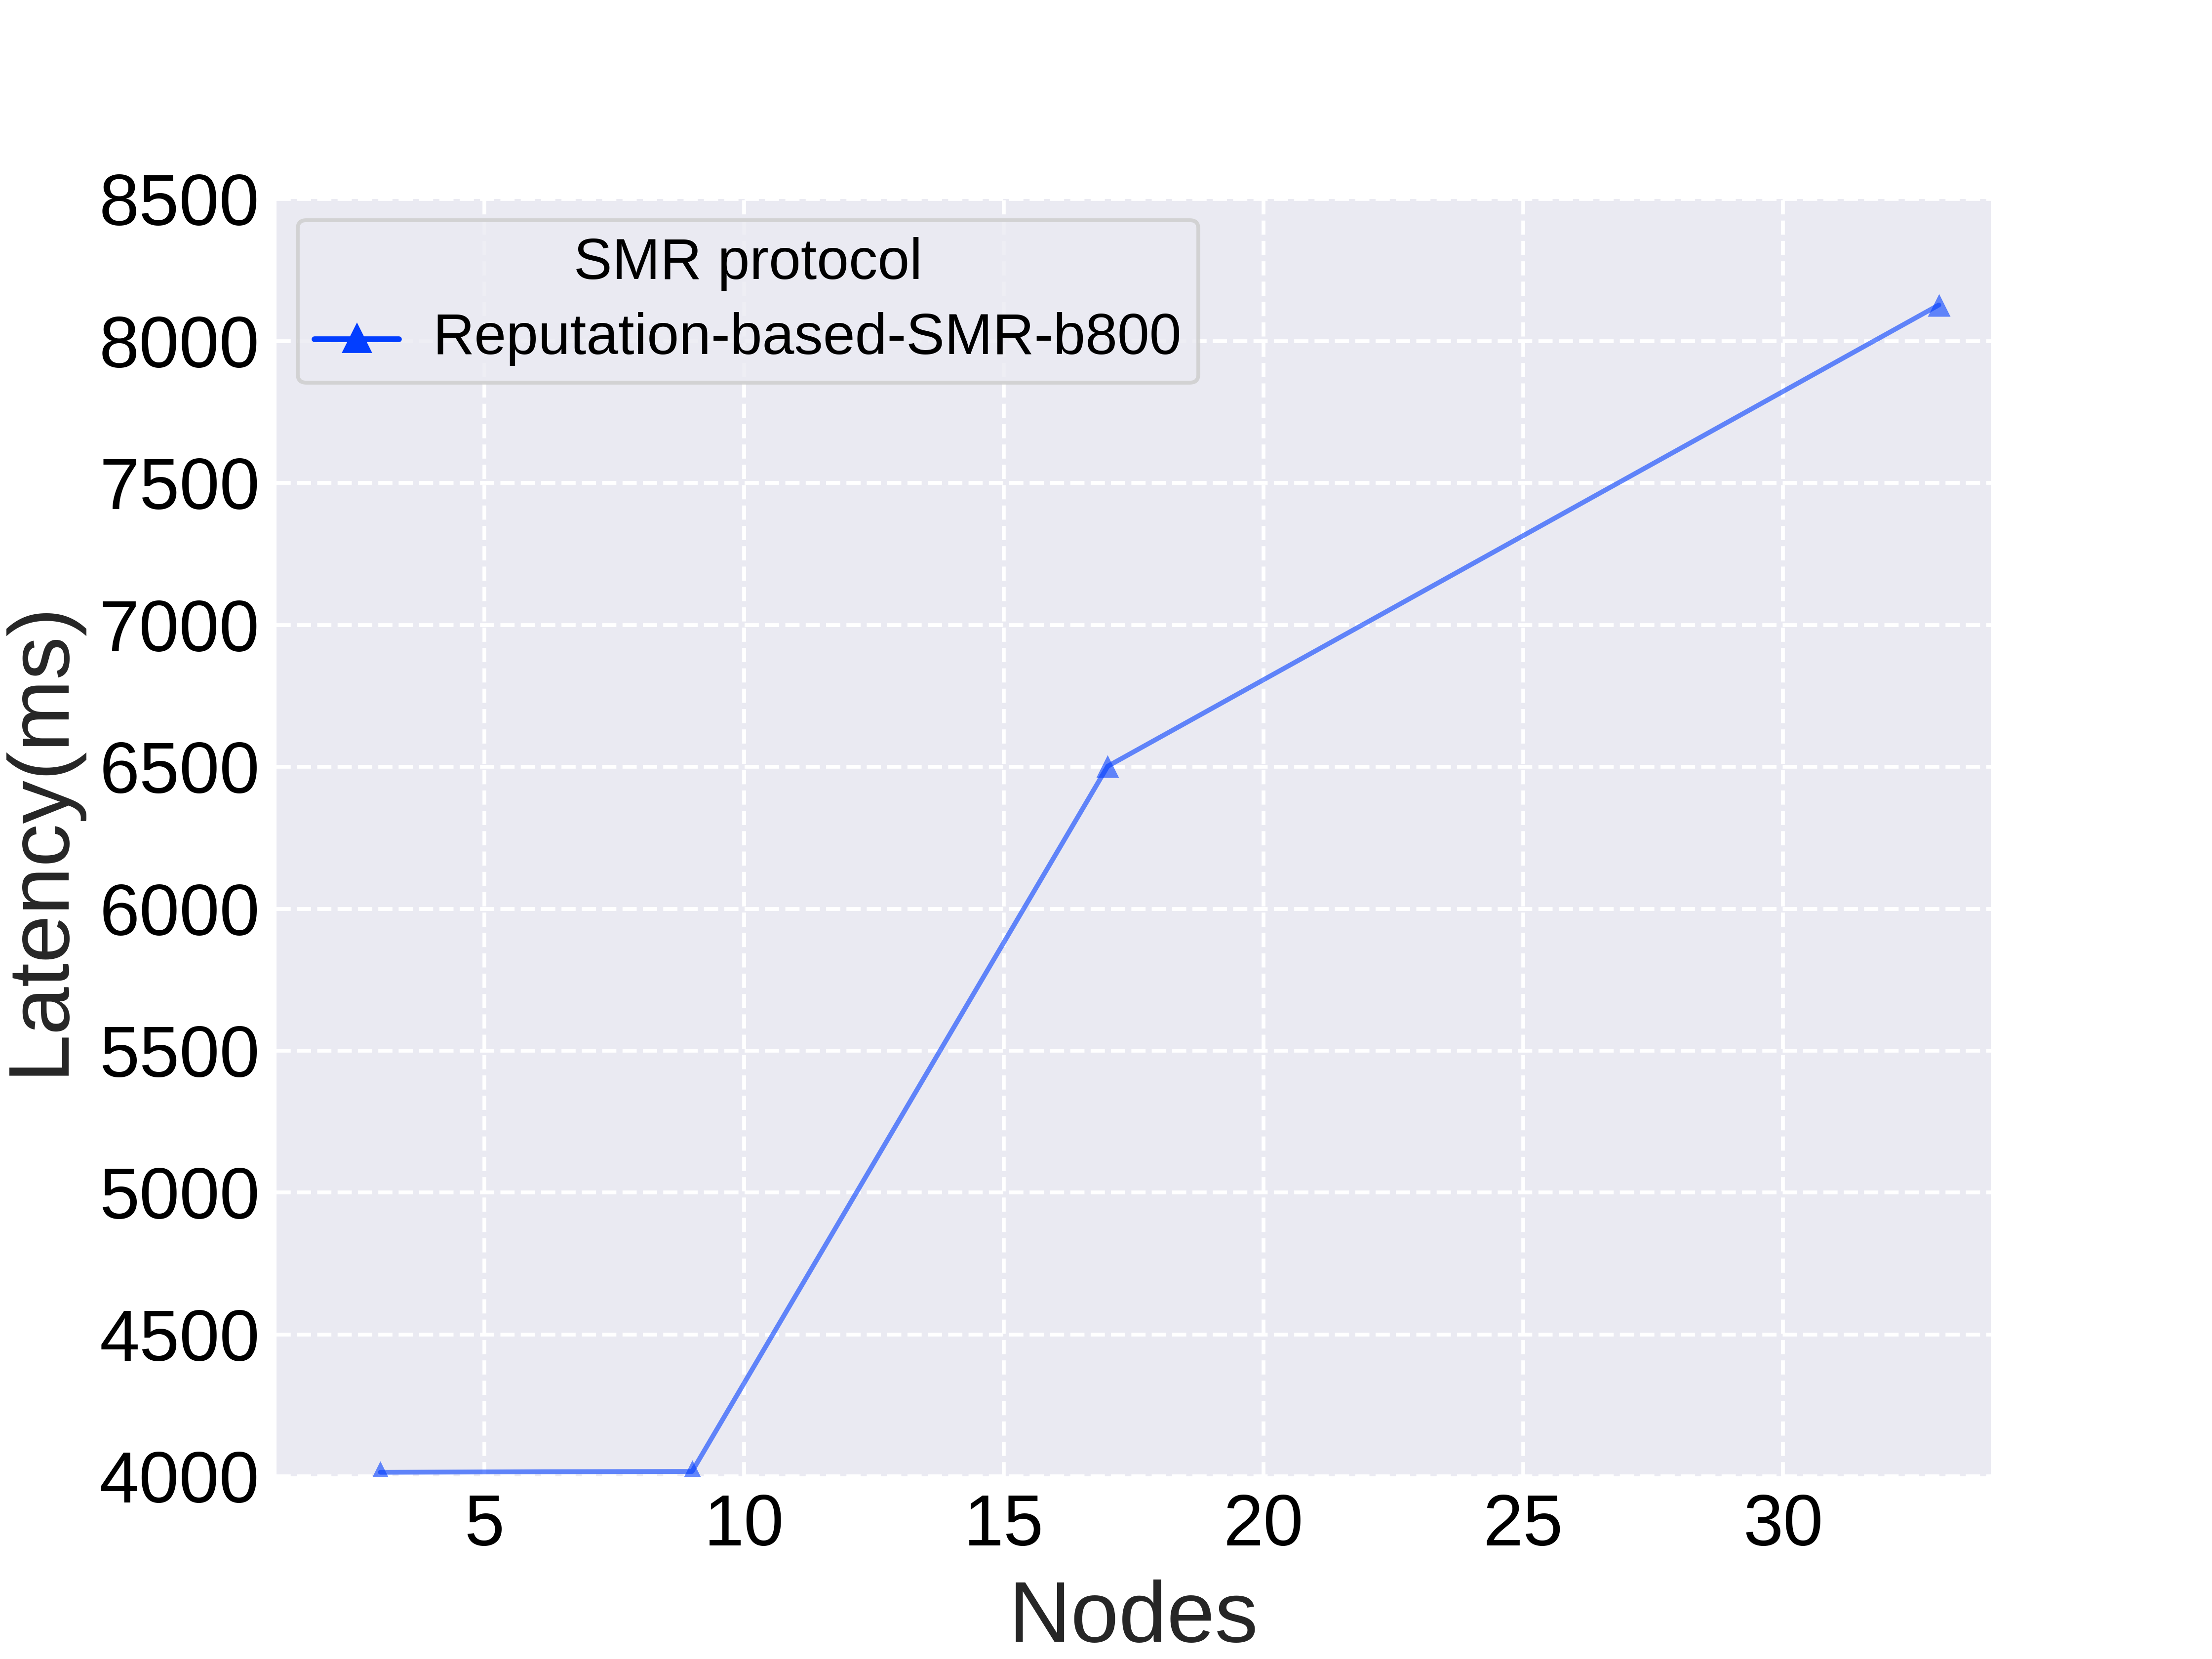 8500
8000
7500
7000
6500
6000
5500
5000
4500
4000
Latency(ms)
SMR protocol
Reputation-based-SMR-b800
5 10 15 20 25 30
Nodes